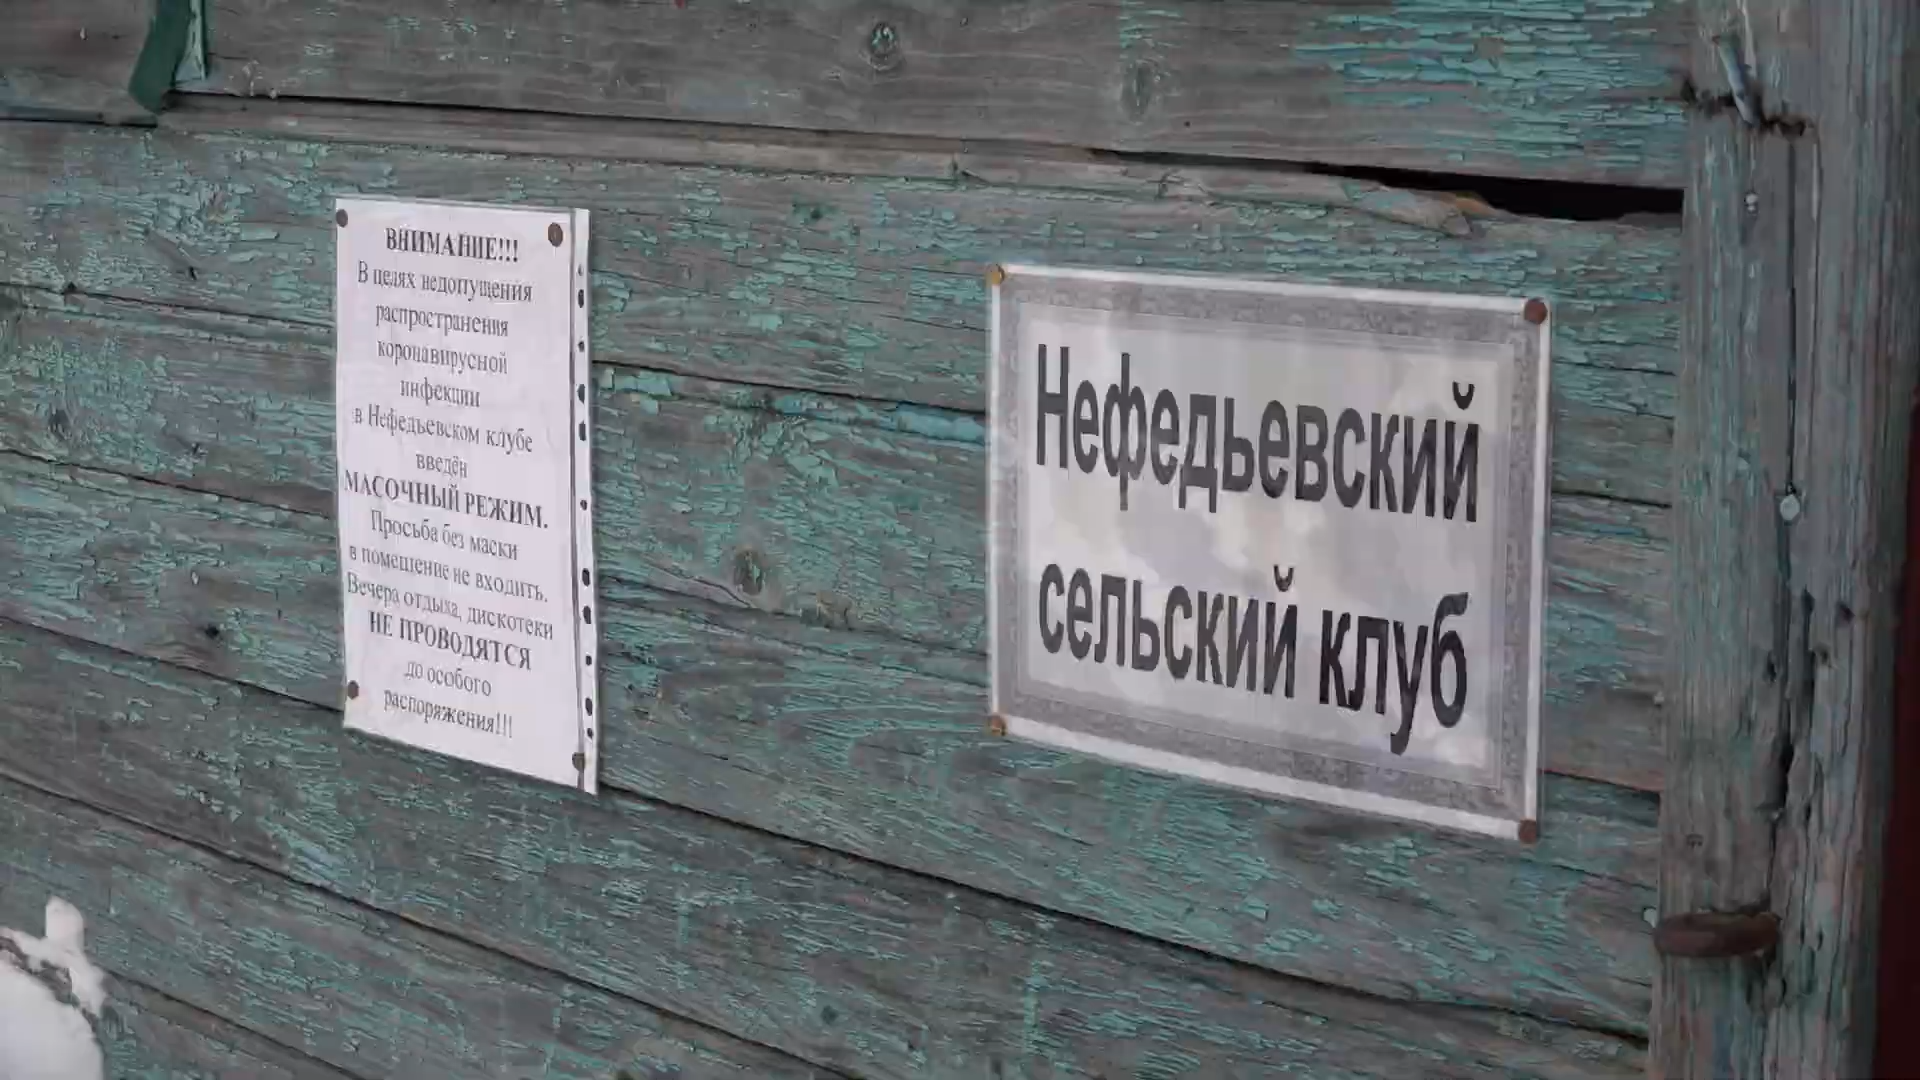 ВНИМАНИЕ!!!
В целях недопущения
распространения
коронавирусной
инфекции
в Нефедьевском клубе
введён
МАСОЧНЫЙ РЕЖИМ.
Просьба без маски
в помещение не входить.
Вечера отдыха, дискотеки
НЕ ПРОВОДЯТСЯ
до особого
распоряжения!!!
Нефедьевский
сельский клуб